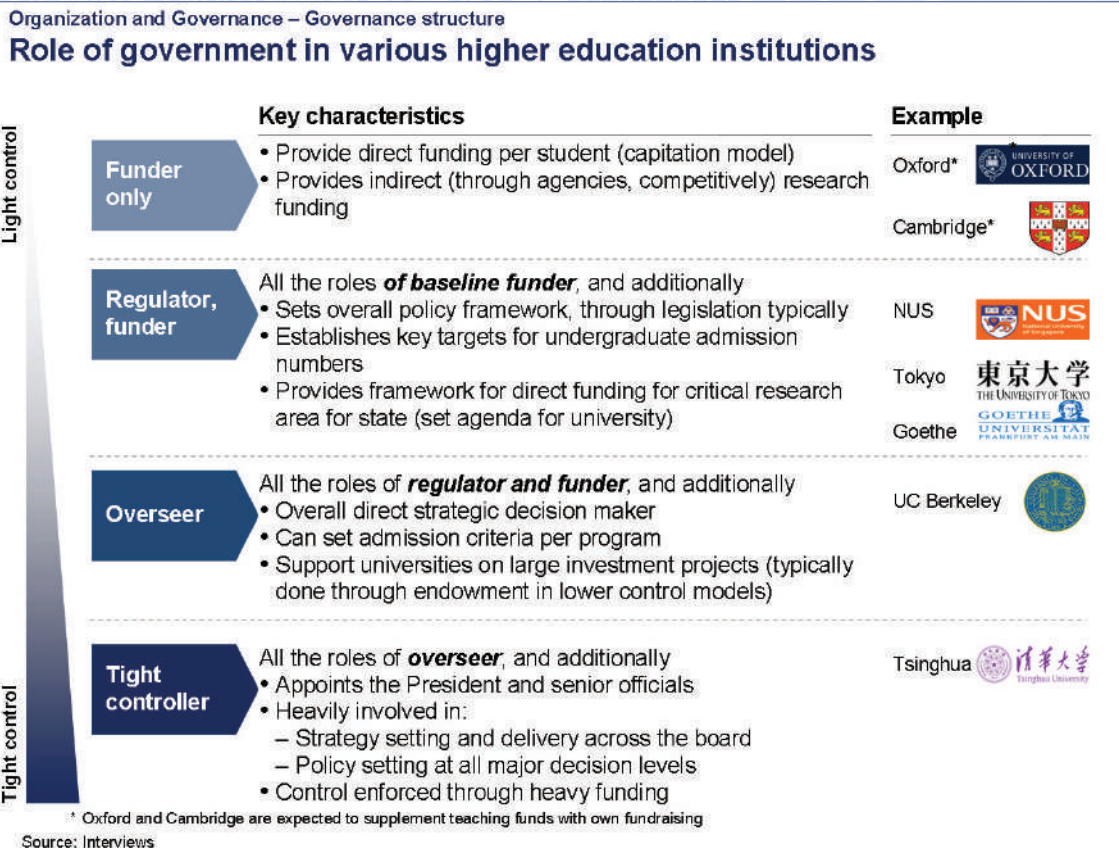 Organization and Governance – Governance structure
Role of government in various higher education institutions
Key characteristics
Example
Light control
Funder
only
• Provide direct funding per student (capitation model)
• Provides indirect (through agencies, competitively) research
funding
Oxford*
*
UNIVERSITY OF
OXFORD
Cambridge*
Regulator,
funder
All the roles of baseline funder, and additionally
• Sets overall policy framework, through legislation typically
• Establishes key targets for undergraduate admission
numbers
• Provides framework for direct funding for critical research
area for state (set agenda for university)
NUS
NUS
National University
of Singapore
Tokyo
東京大学
THE UNIVERSITY OF TOKYO
Goethe
GOETHE
UNIVERSITÄT
FRANKFURT AM MAIN
Overseer
All the roles of regulator and funder, and additionally
• Overall direct strategic decision maker
• Can set admission criteria per program
• Support universities on large investment projects (typically
done through endowment in lower control models)
UC Berkeley
Tight
controller
All the roles of overseer, and additionally
• Appoints the President and senior officials
• Heavily involved in:
– Strategy setting and delivery across the board
– Policy setting at all major decision levels
• Control enforced through heavy funding
Tsinghua
清華大学
Tsinghua University
Tight control
* Oxford and Cambridge are expected to supplement teaching funds with own fundraising
Source: Interviews